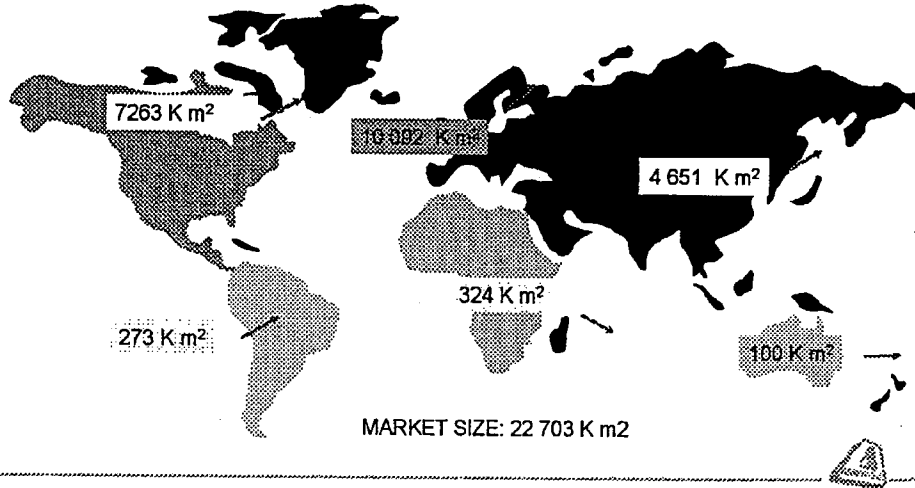 7263 K m²
10 092 K m²
4 651 K m²
324 K m²
273 K m²
100 K m²
MARKET SIZE: 22 703 K m2